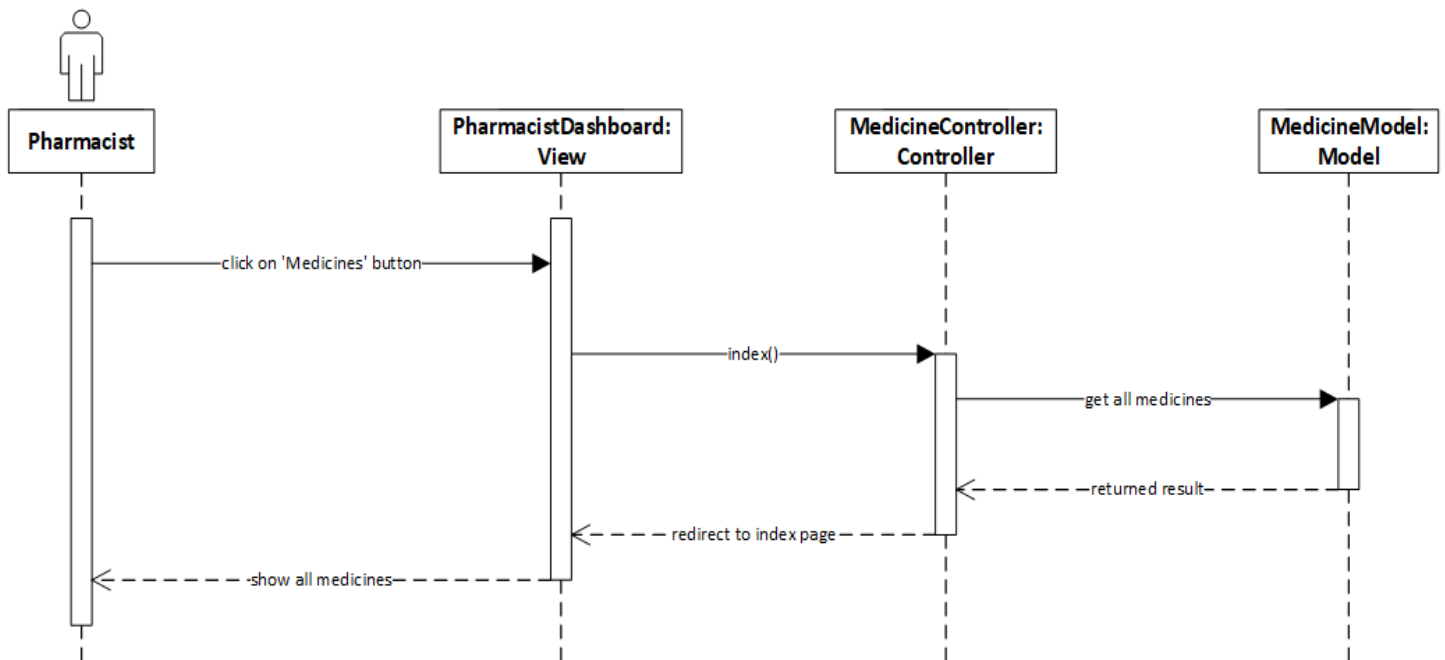 Pharmacist
PharmacistDashboard:
View
MedicineController:
Controller
MedicineModel:
Model
click on 'Medicines' button
index()
get all medicines
returned result
redirect to index page
show all medicines